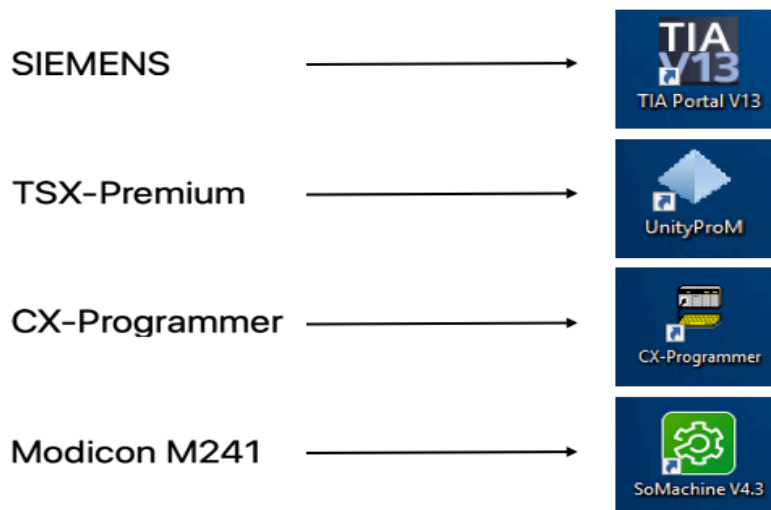 SIEMENS
TIA
V13
TIA Portal V13
TSX-Premium
UnityProM
CX-Programmer
CX-Programmer
Modicon M241
SoMachine V4.3